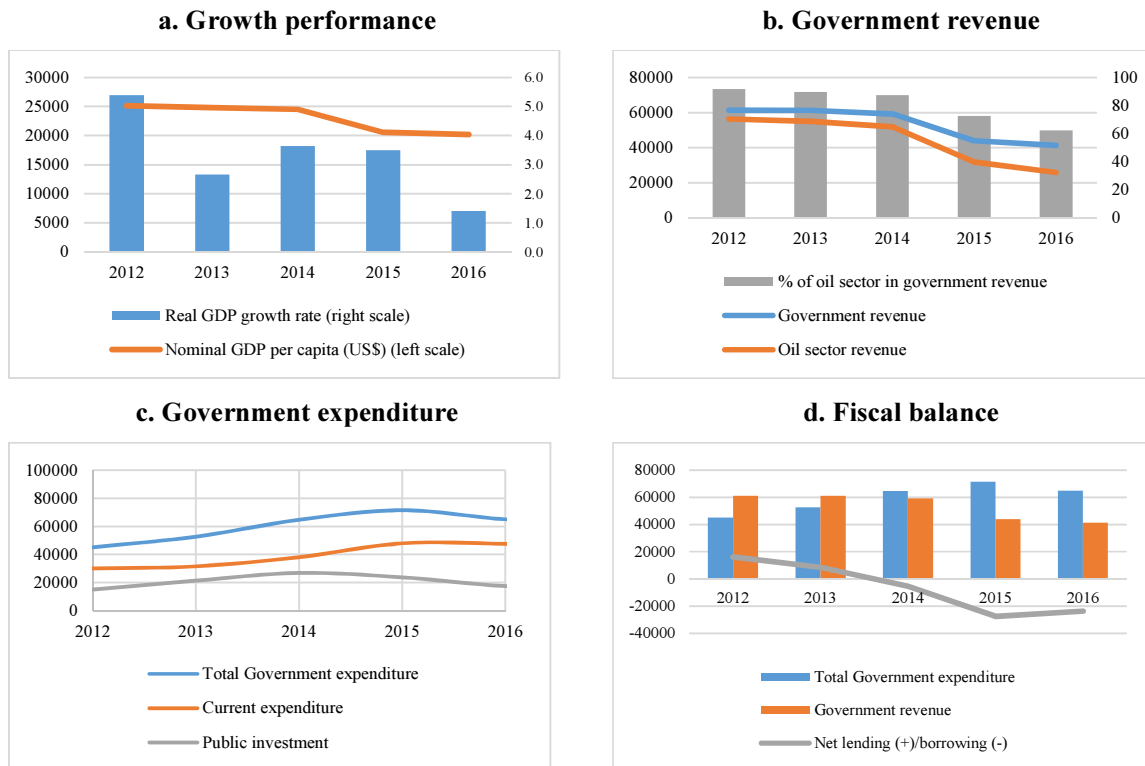 a. Growth performance
30000
25000
20000
15000
10000
5000
0
6.0
5.0
4.0
3.0
2.0
1.0
0.0
2012 2013 2014 2015 2016
Real GDP growth rate (right scale)
Nominal GDP per capita (US$) (left scale)
b. Government revenue
80000
60000
40000
20000
0
100
80
60
40
20
0
2012 2013 2014 2015 2016
% of oil sector in government revenue
Government revenue
Oil sector revenue
c. Government expenditure
100000
80000
60000
40000
20000
0
2012 2013 2014 2015 2016
Total Government expenditure
Current expenditure
Public investment
d. Fiscal balance
80000
60000
40000
20000
0
-20000
-40000
2012 2013 2014 2015 2016
Total Government expenditure
Government revenue
Net lending (+)/borrowing (-)